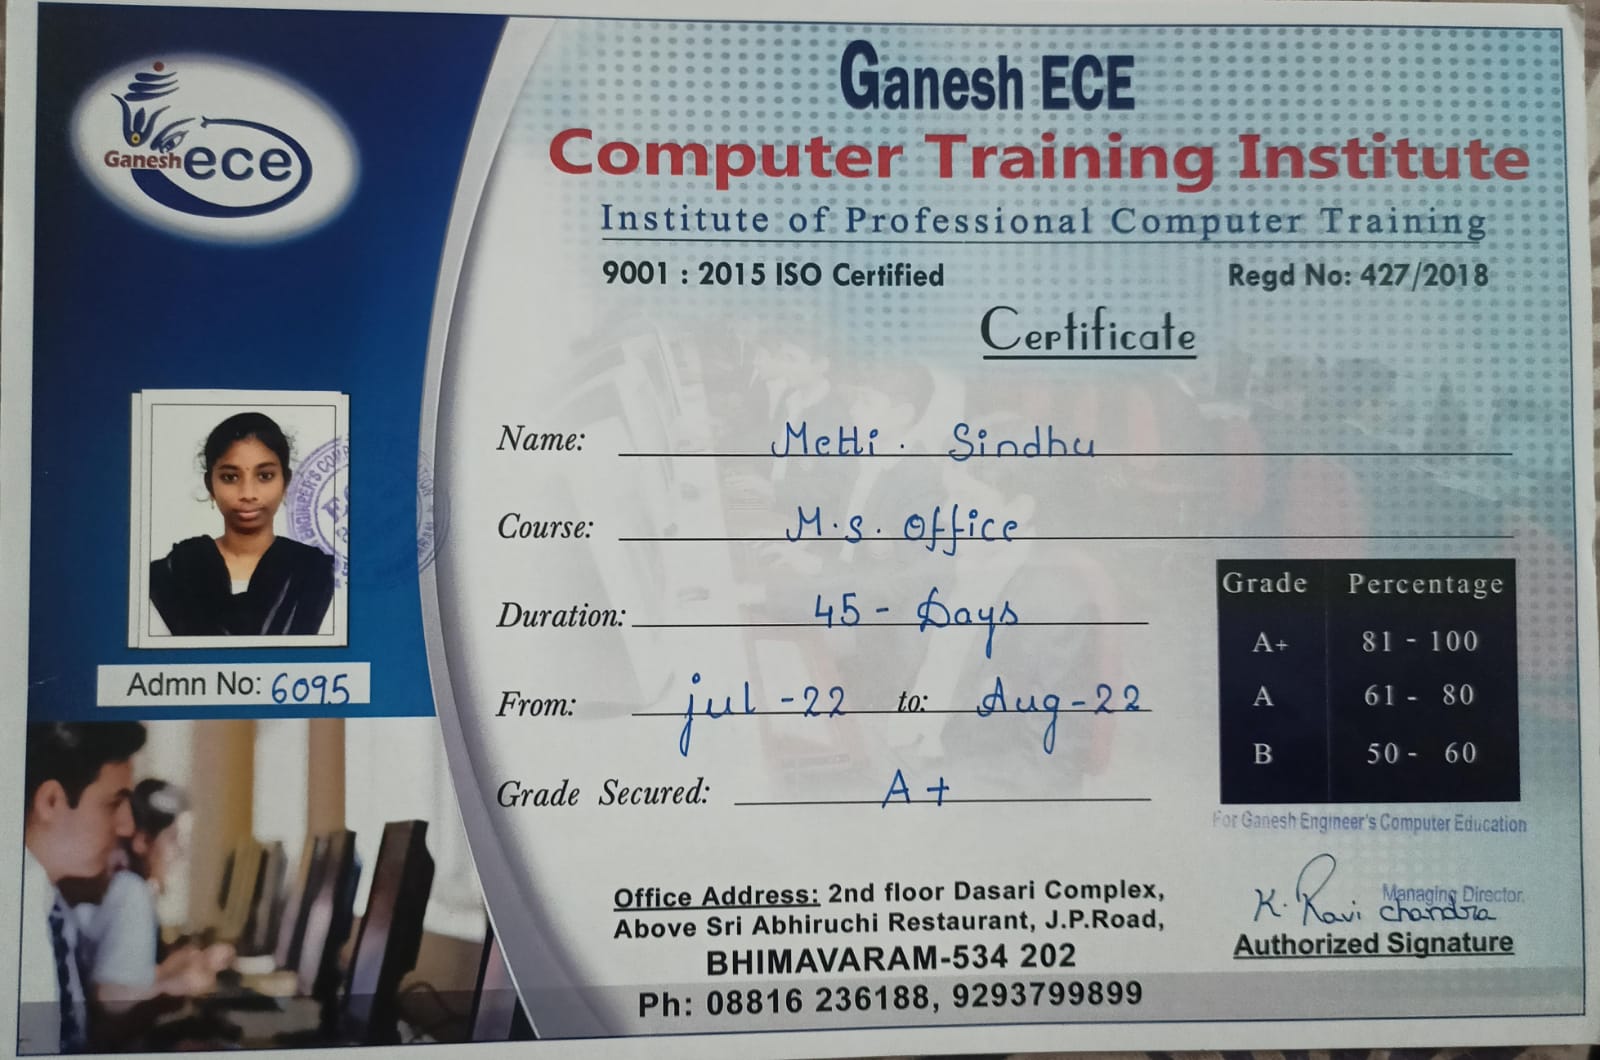 Ganesh ece
Ganesh ECE
Computer Training Institute
Institute of Professional Computer Training
9001 : 2015 ISO Certified Regd No: 427/2018
Certificate
Name: Metti. Sindhu
Course: M.S. Office
Duration: 45 - Days
From: jul -22 to: Aug-22
Grade Secured: A+
Admn No: 6095
Grade Percentage
A+ 81 - 100
A 61 - 80
B 50 - 60
For Ganesh Engineer's Computer Education
K. Ravi chandra
Managing Director.
Authorized Signature
Office Address: 2nd floor Dasari Complex,
Above Sri Abhiruchi Restaurant, J.P.Road,
BHIMAVARAM-534 202
Ph: 08816 236188, 9293799899